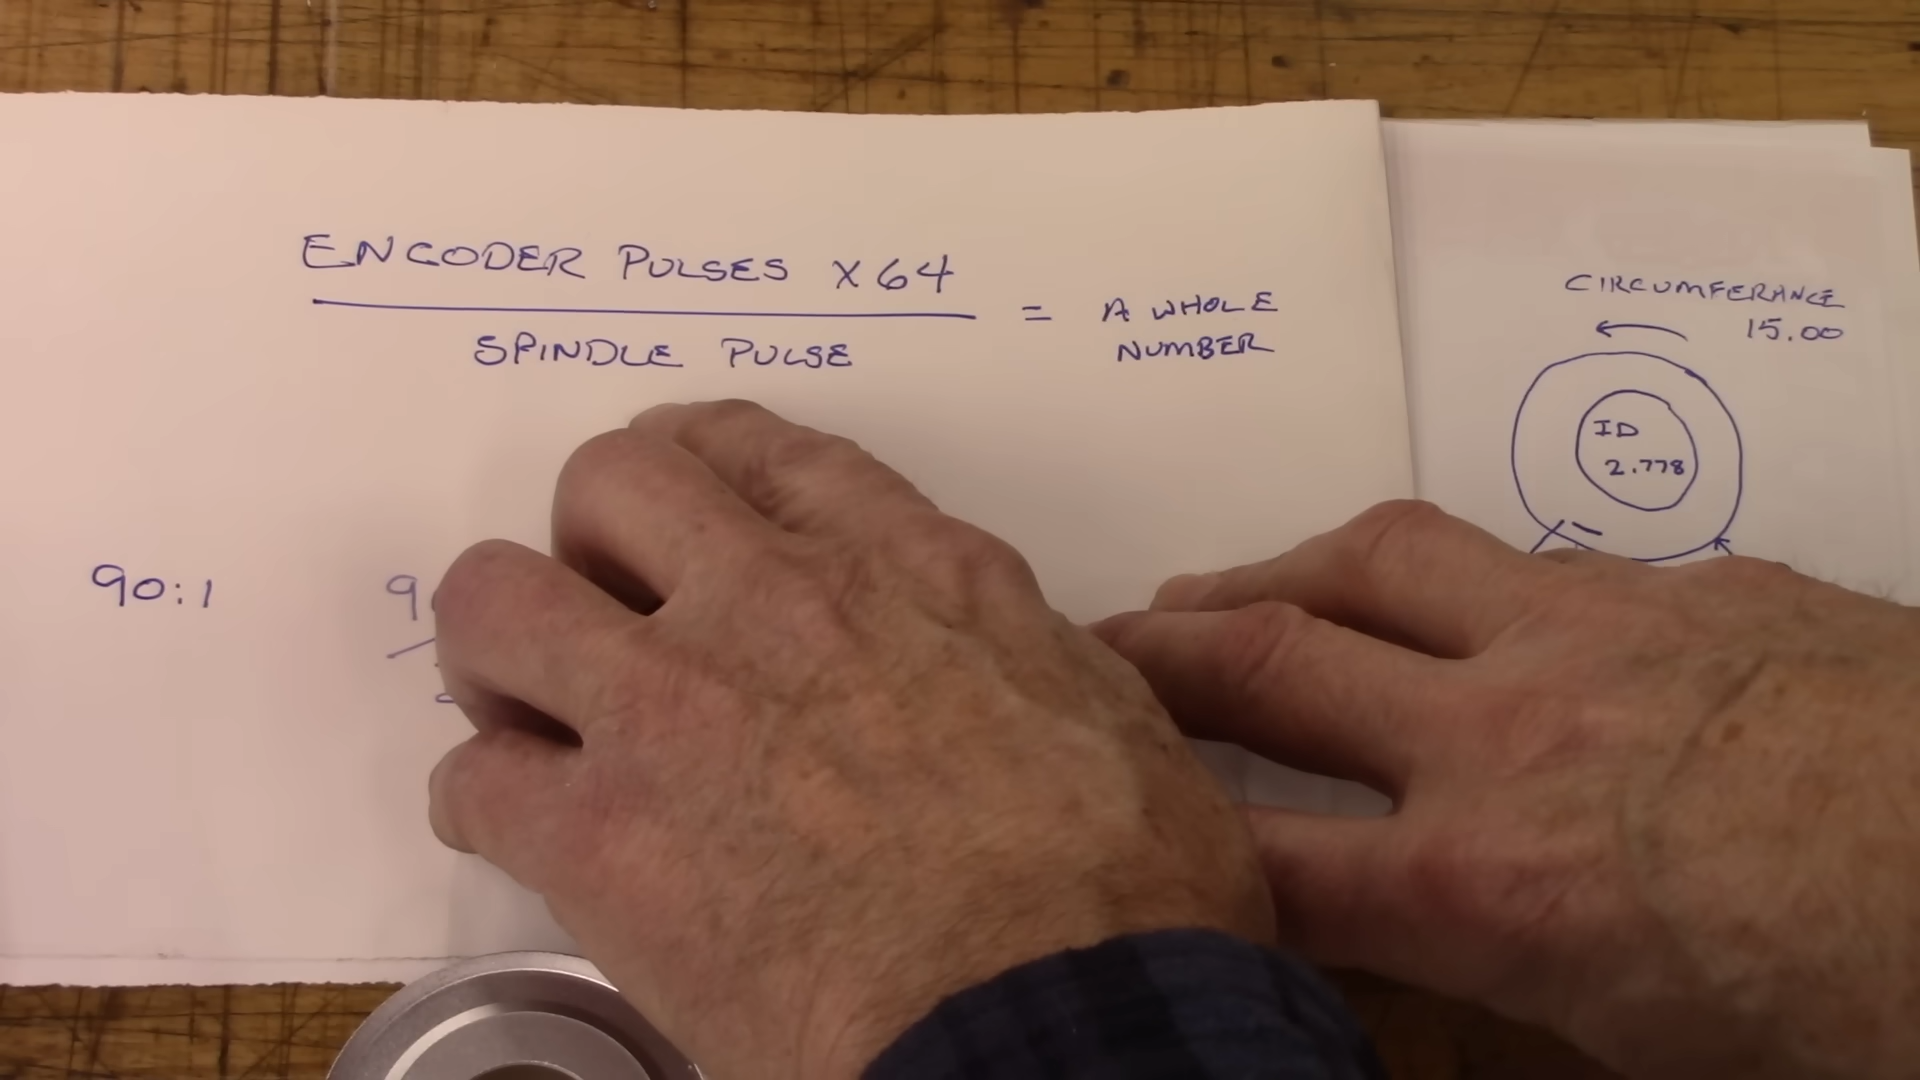 ENCODER PULSES X 64
SPINDLE PULSE
= A WHOLE
NUMBER
90:1
CIRCUMFERANCE
15.00
ID
2.778